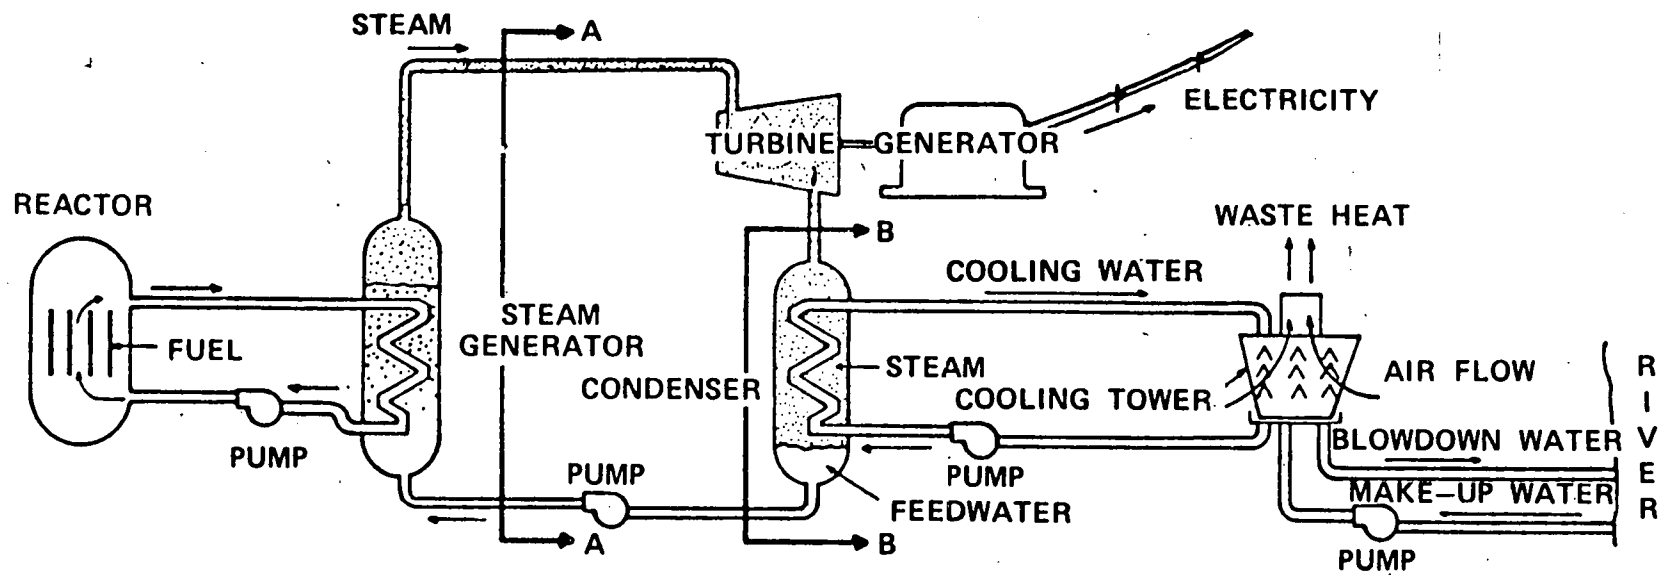 STEAM
A
ELECTRICITY
TURBINE
GENERATOR
REACTOR
WASTE HEAT
B
COOLING WATER
STEAM
GENERATOR
FUEL
CONDENSER
STEAM
COOLING TOWER
AIR FLOW
RIVER
PUMP
PUMP
PUMP
BLOWDOWN WATER
FEEDWATER
MAKE-UP WATER
A
B
PUMP